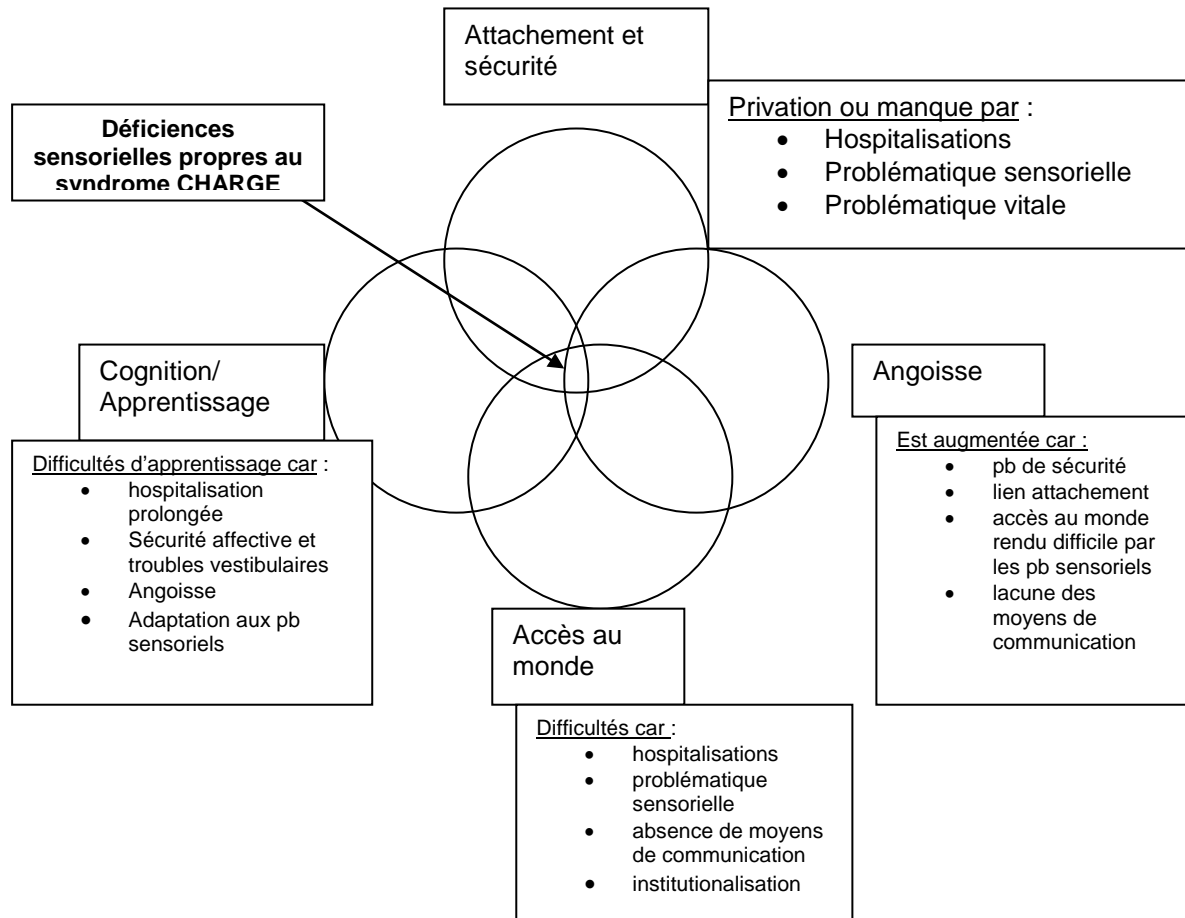 Attachement et
sécurité
Privation ou manque par :
• Hospitalisations
• Problématique sensorielle
• Problématique vitale
Déficiences
sensorielles propres au
syndrome CHARGE
Cognition/
Apprentissage
Difficultés d'apprentissage car :
• hospitalisation
prolongée
• Sécurité affective et
troubles vestibulaires
• Angoisse
• Adaptation aux pb
sensoriels
Angoisse
Est augmentée car :
• pb de sécurité
• lien attachement
• accès au monde
rendu difficile par
les pb sensoriels
• lacune des
moyens de
communication
Accès au
monde
Difficultés car :
• hospitalisations
• problématique
sensorielle
• absence de moyens
de communication
• institutionalisation